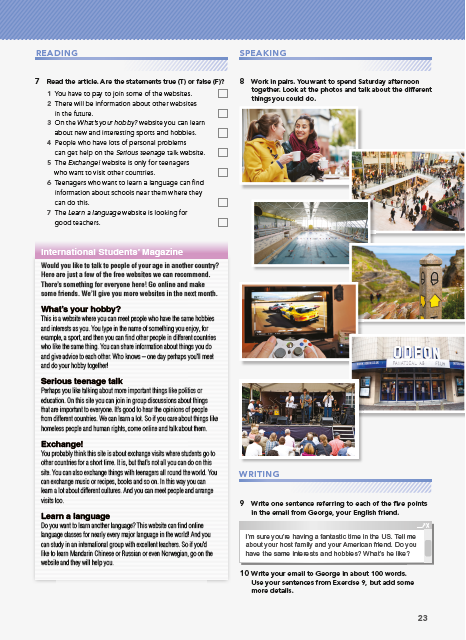 READING
7 Read the article. Are the statements true (T) or false (F)?
1 You have to pay to join some of the websites.
2 There will be information about other websites
in the future.
3 On the What's your hobby? website you can learn
about new and interesting sports and hobbies.
4 People who have lots of personal problems
can get help on the Serious teenage talk website.
5 The Exchange! website is only for teenagers
who want to visit other countries.
6 Teenagers who want to learn a language can find
information about schools near them where they
can do this.
7 The Learn a language website is looking for
good teachers.
International Students' Magazine
Would you like to talk to people of your age in another country?
Here are just a few of the free websites we can recommend.
There's something for everyone here! Go online and make
some friends. We'll give you more websites in the next month.
What's your hobby?
This is a website where you can meet people who have the same hobbies
and interests as you. You type in the name of something you enjoy, for
example, a sport, and then you can find other people in different countries
who like the same thing. You can share information about things you do
and give advice to each other. Who knows – one day perhaps you'll meet
and do your hobby together!
Serious teenage talk
Perhaps you like talking about more important things like politics or
education. On this site you can join in group discussions about things
that are important to everyone. It's good to hear the opinions of people
from different countries. We can learn a lot. So if you care about things like
homeless people and human rights, come online and talk about them.
Exchange!
You probably think this site is about exchange visits where students go to
other countries for a short time. It is, but that's not all you can do on this
site. You can also exchange things with teenagers all round the world. You
can exchange music or recipes, books and so on. In this way you can
learn a lot about different cultures. And you can meet people and arrange
visits too.
Learn a language
Do you want to learn another language? This website can find online
language classes for nearly every major language in the world! And you
can study in an international group with excellent teachers. So if you'd
like to learn Mandarin Chinese or Russian or even Norwegian, go on the
website and they will help you.
SPEAKING
8 Work in pairs. You want to spend Saturday afternoon
together. Look at the photos and talk about the different
things you could do.
ODEON
WRITING
9 Write one sentence referring to each of the five points
in the email from George, your English friend.
I'm sure you're having a fantastic time in the US. Tell me
about your host family and your American friend. Do you
have the same interests and hobbies? What's he like?
10 Write your email to George in about 100 words.
Use your sentences from Exercise 9, but add some
more details.
23